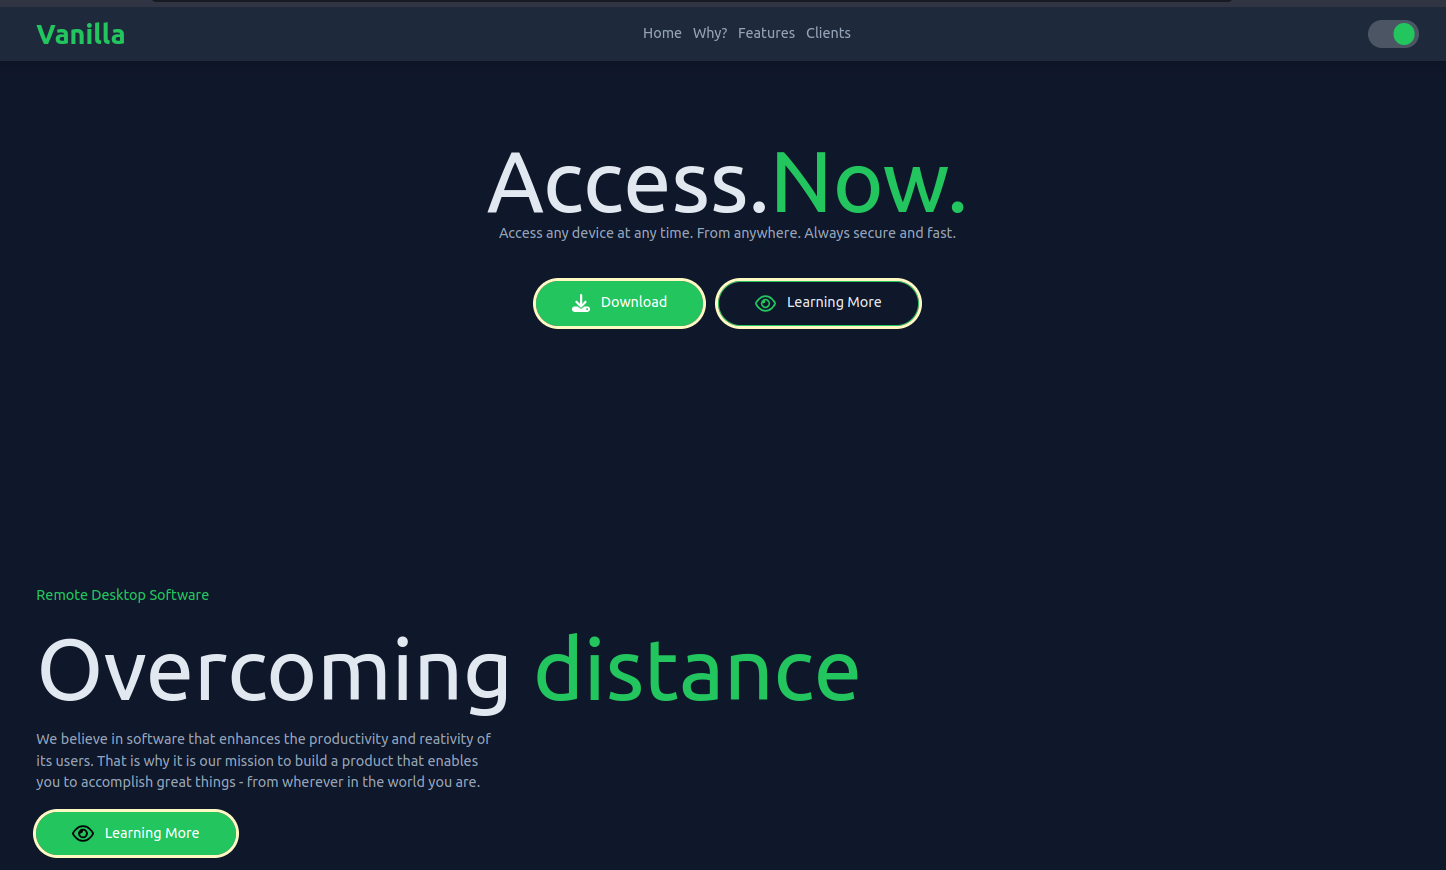 Vanilla
Home Why? Features Clients
Access.Now.
Access any device at any time. From anywhere. Always secure and fast.
Download
Learning More
Remote Desktop Software
Overcoming distance
We believe in software that enhances the productivity and reativity of
its users. That is why it is our mission to build a product that enables
you to accomplish great things - from wherever in the world you are.
Learning More